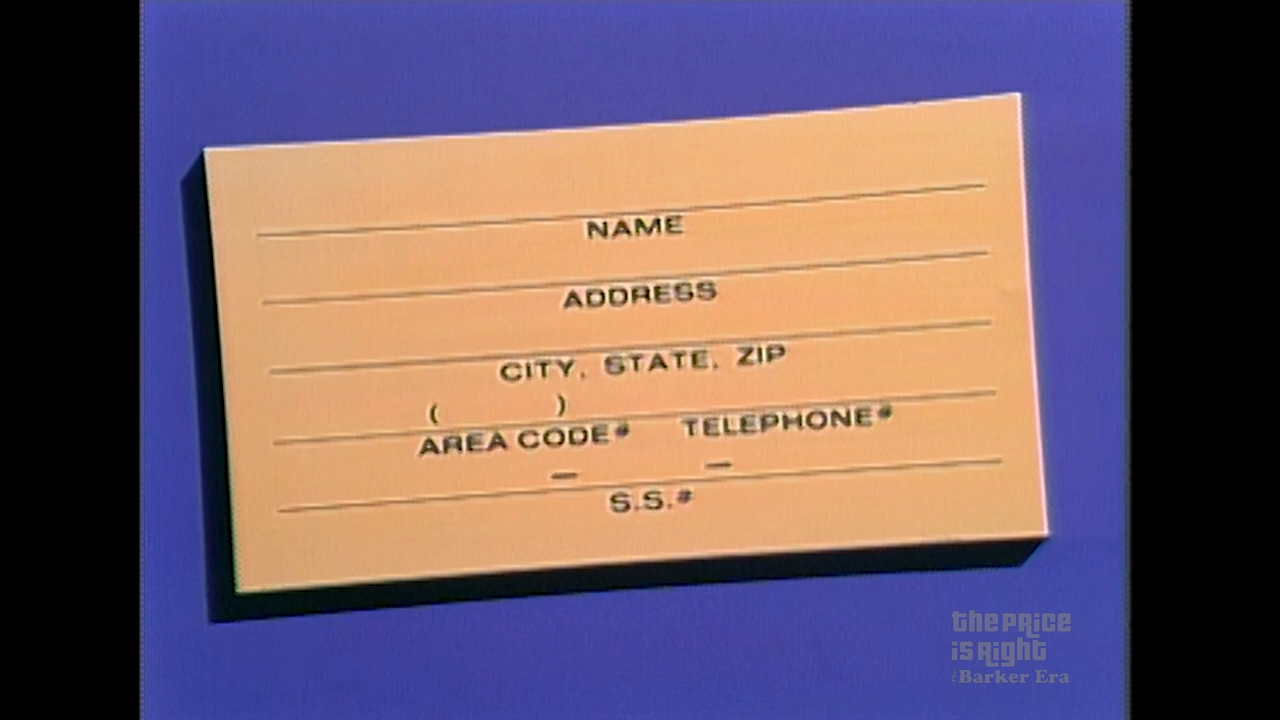 NAME
ADDRESS
CITY, STATE, ZIP
( )
AREA CODE# TELEPHONE#
— —
S.S.#
the PRice
is Right
the Barker Era